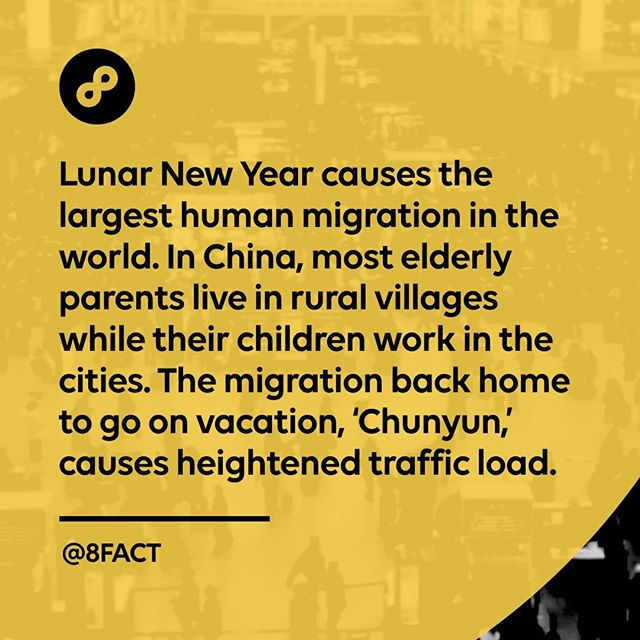 Lunar New Year causes the
largest human migration in the
world. In China, most elderly
parents live in rural villages
while their children work in the
cities. The migration back home
to go on vacation, ‘Chunyun,’
causes heightened traffic load.
@8FACT